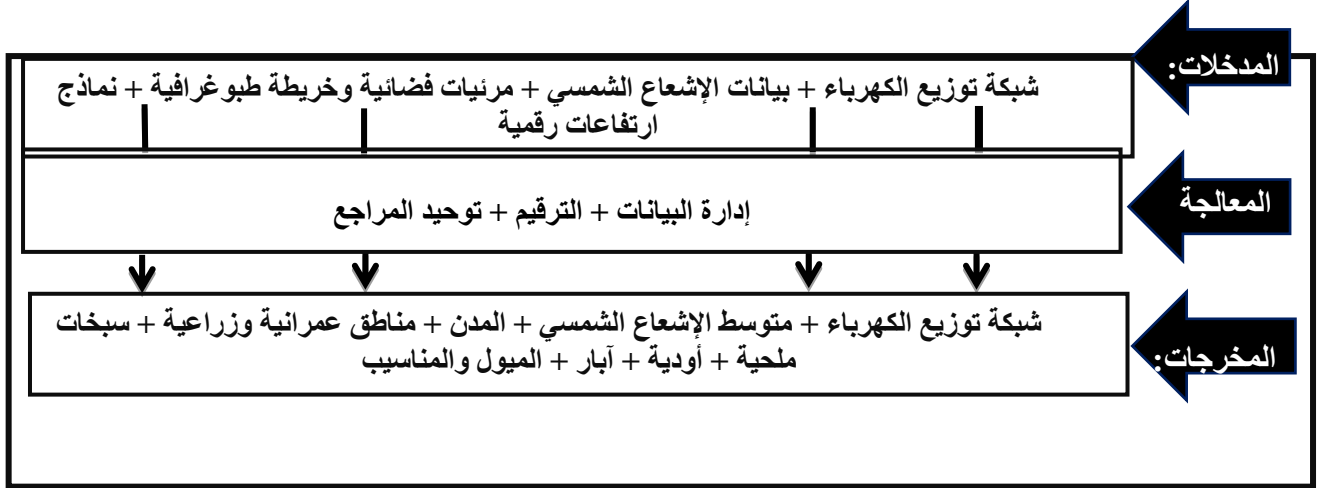 المدخلات:
شبكة توزيع الكهرباء + بيانات الإشعاع الشمسي + مرئيات فضائية وخريطة طبوغرافية + نماذج
ارتفاعات رقمية
المعالجة
إدارة البيانات + الترقيم + توحيد المراجع
المخرجات:
شبكة توزيع الكهرباء + متوسط الإشعاع الشمسي + المدن + مناطق عمرانية وزراعية + سبخات
ملحية + أودية + آبار + الميول والمناسيب